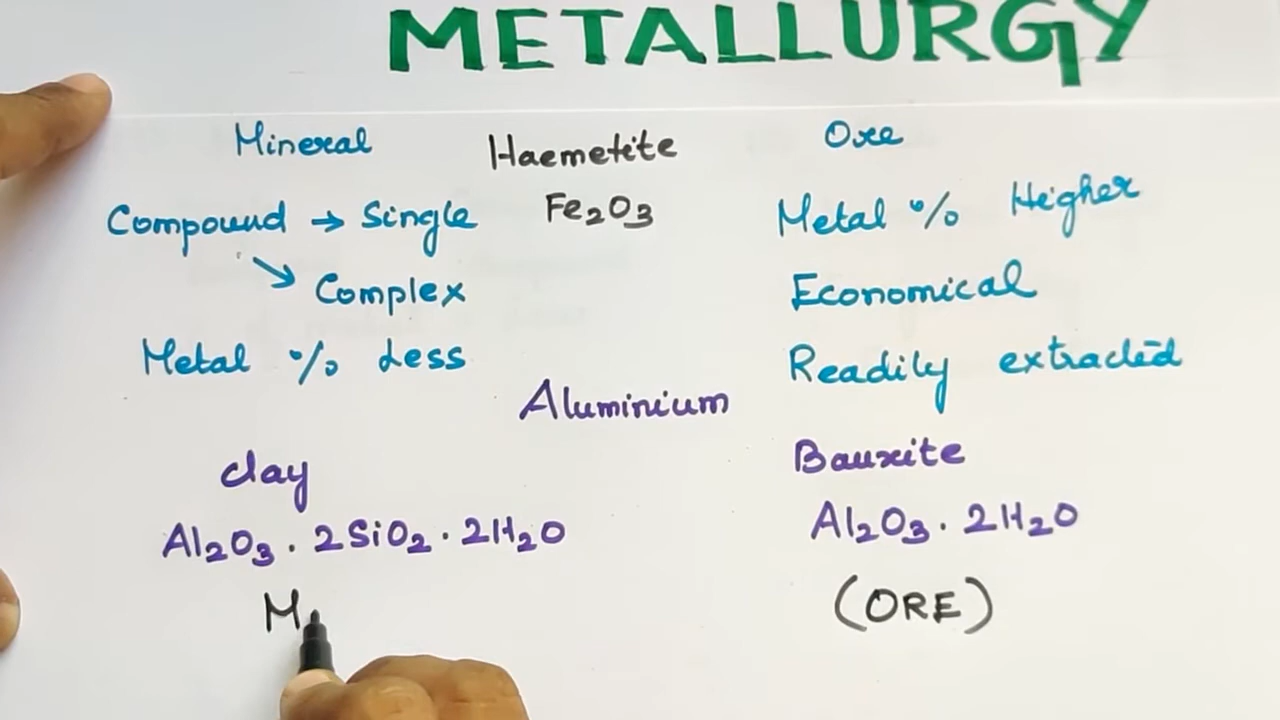 METALLURGY
Mineral Haemetite Ore
Compound → Single Fe₂O₃ Metal % Higher
↘ Complex Economical
Metal % Less Readily extracted
Aluminium
clay Bauxite
Al₂O₃ . 2SiO₂ . 2H₂O Al₂O₃ . 2H₂O
M (ORE)